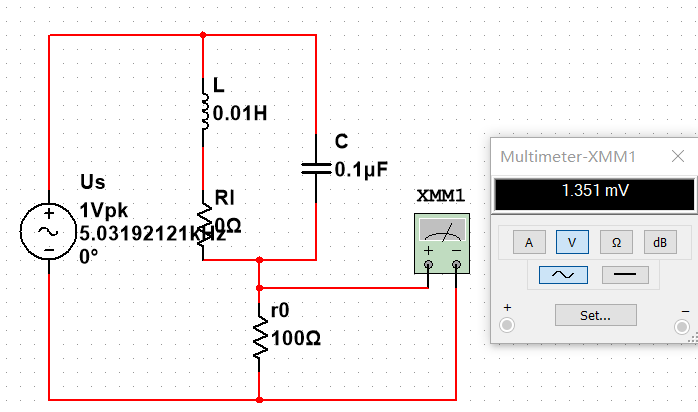 L
0.01H
C
0.1µF
Us
1Vpk
5.03192121kHz
0°
Rl
0Ω
XMM1
+ −
r0
100Ω
Multimeter-XMM1
1.351 mV
A V Ω dB
+ −
Set...